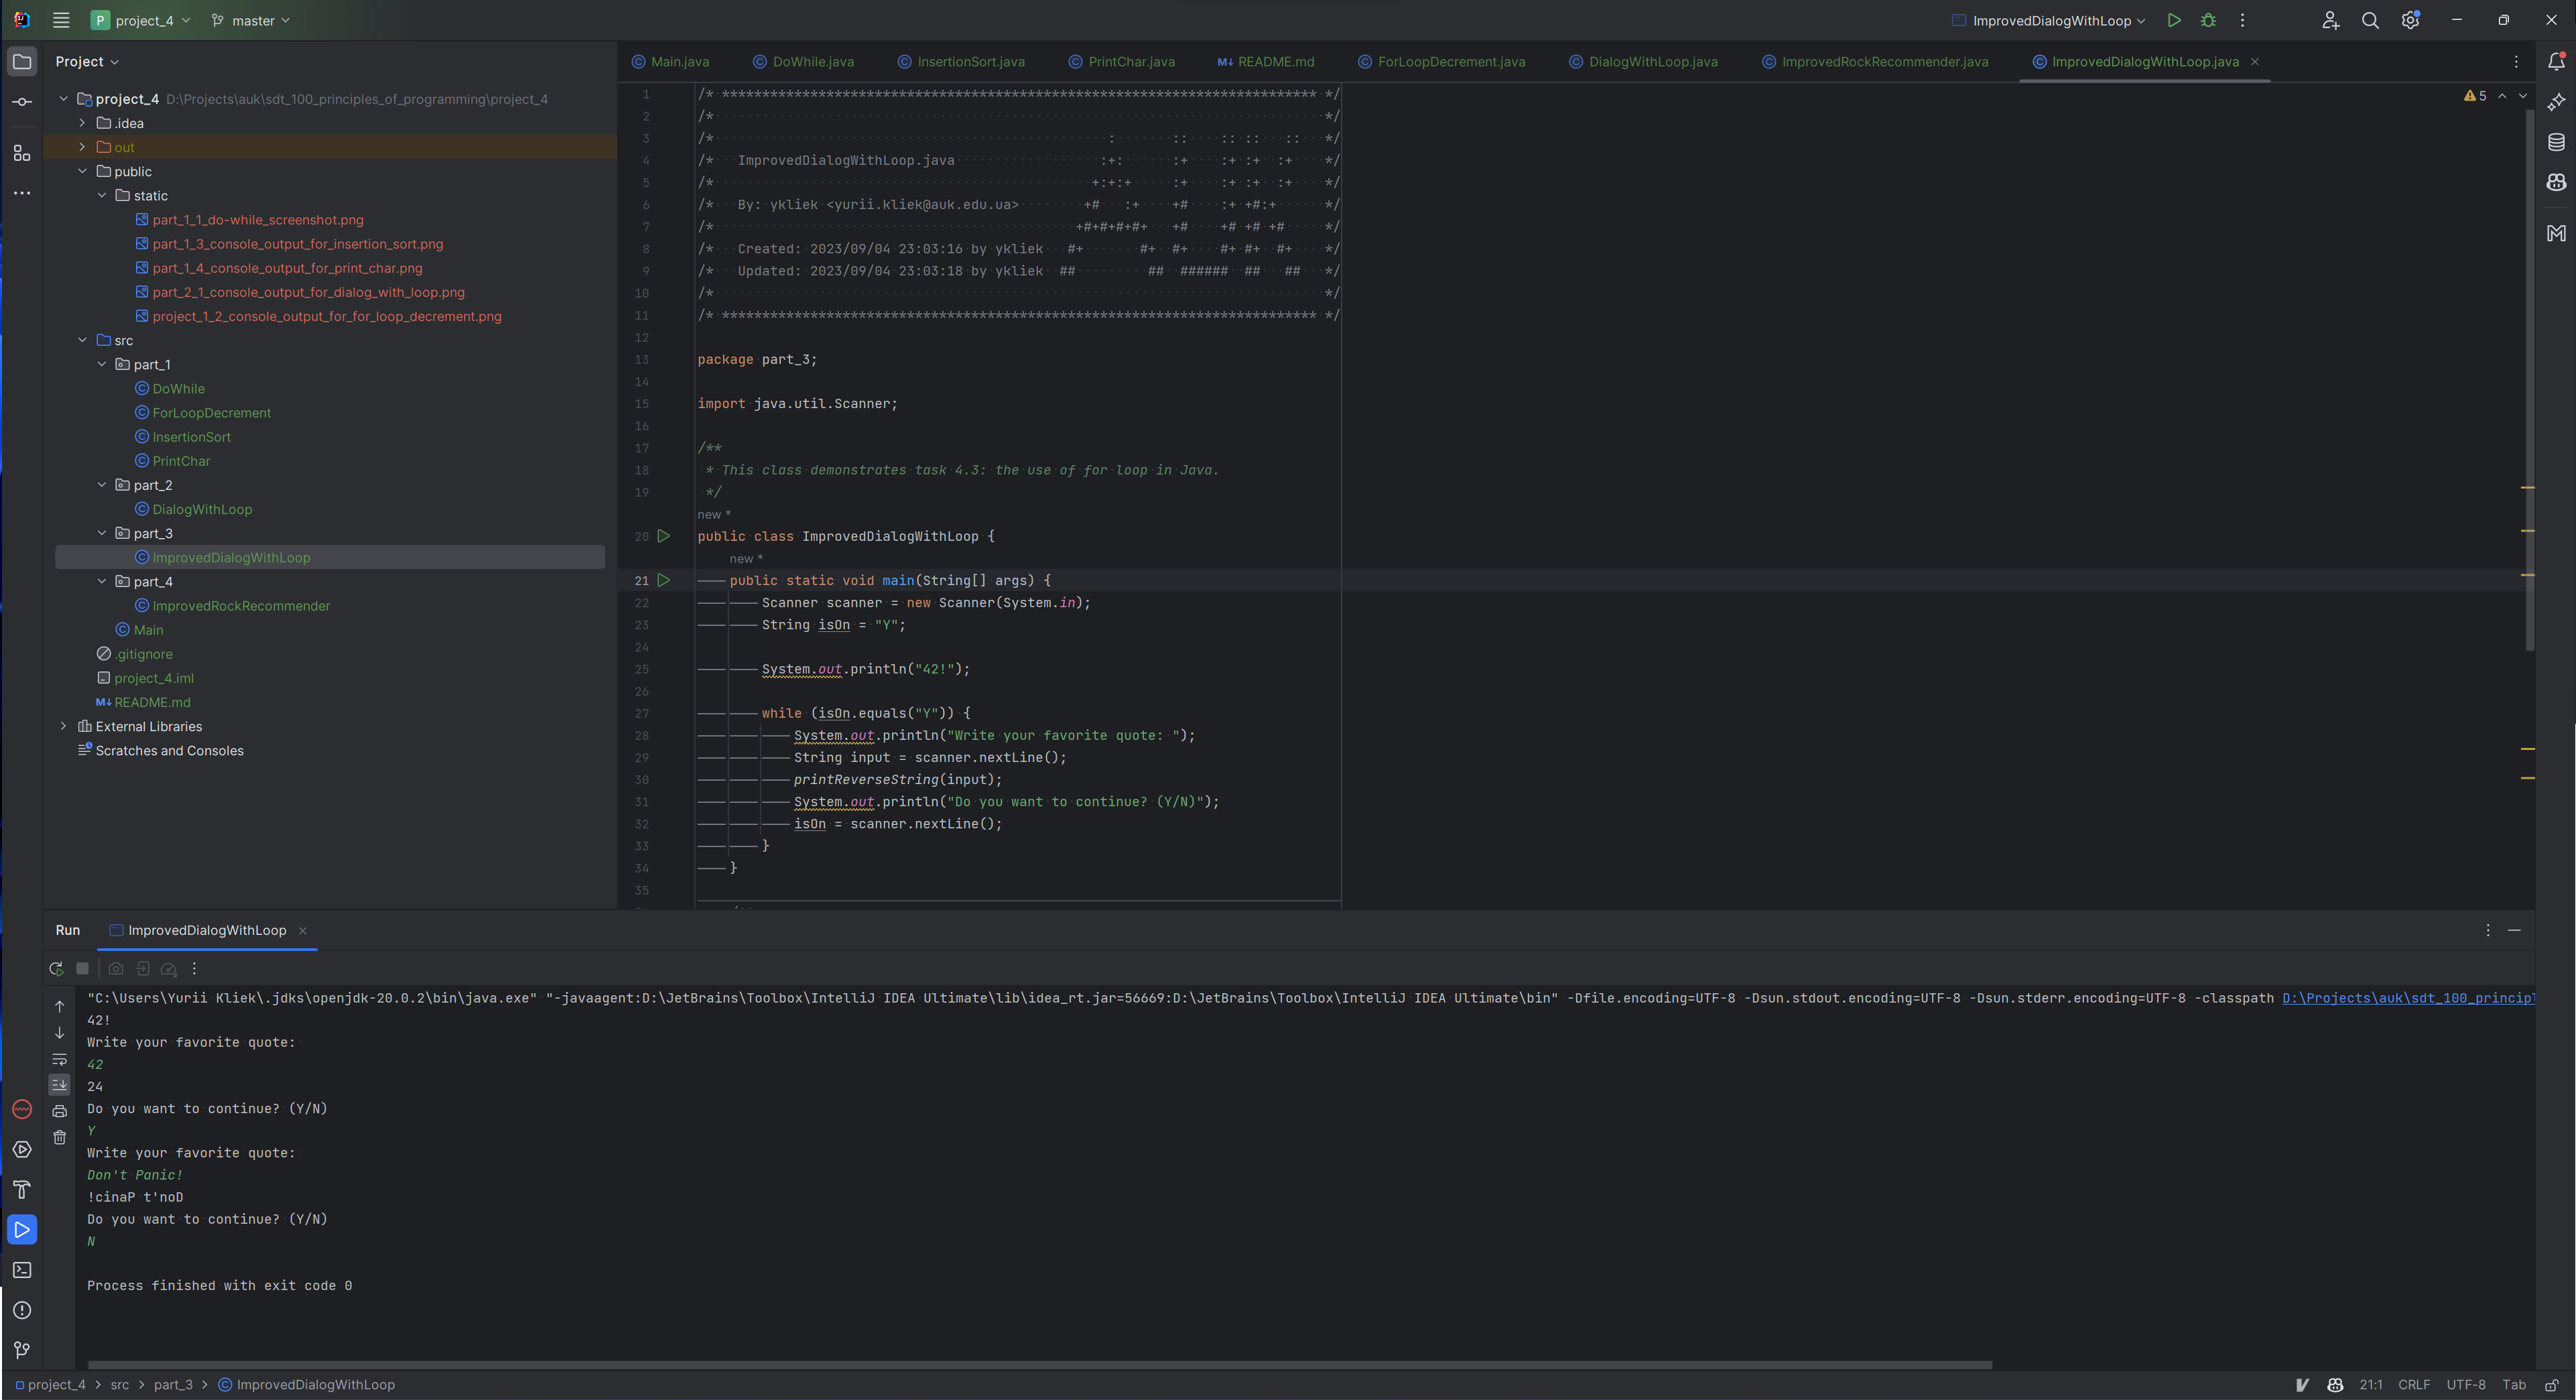 P project_4 master ImprovedDialogWithLoop
Project
Main.java DoWhile.java InsertionSort.java PrintChar.java M↓ README.md ForLoopDecrement.java DialogWithLoop.java ImprovedRockRecommender.java ImprovedDialogWithLoop.java
project_4 D:\Projects\auk\sdt_100_principles_of_programming\project_4
.idea
out
public
static
part_1_1_do-while_screenshot.png
part_1_3_console_output_for_insertion_sort.png
part_1_4_console_output_for_print_char.png
part_2_1_console_output_for_dialog_with_loop.png
project_1_2_console_output_for_for_loop_decrement.png
src
part_1
DoWhile
ForLoopDecrement
InsertionSort
PrintChar
part_2
DialogWithLoop
part_3
ImprovedDialogWithLoop
part_4
ImprovedRockRecommender
Main
.gitignore
project_4.iml
M↓ README.md
External Libraries
Scratches and Consoles
5
1 /* ************************************************************************** */
2 /* */
3 /* : :: :: :: :: */
4 /* ImprovedDialogWithLoop.java :+: :+ :+ :+ :+ */
5 /* +:+:+ :+ :+ :+ :+ */
6 /* By: ykliek <yurii.kliek@auk.edu.ua> +# :+ +# :+ +#:+ */
7 /* +#+#+#+#+ +# +# +# +# */
8 /* Created: 2023/09/04 23:03:16 by ykliek #+ #+ #+ #+ #+ #+ */
9 /* Updated: 2023/09/04 23:03:18 by ykliek ## ## ###### ## ## */
10 /* */
11 /* ************************************************************************** */
12
13 package part_3;
14
15 import java.util.Scanner;
16
17 /**
18 * This class demonstrates task 4.3: the use of for loop in Java.
19 */
new *
20 public class ImprovedDialogWithLoop {
new *
21 public static void main(String[] args) {
22 Scanner scanner = new Scanner(System.in);
23 String isOn = "Y";
24
25 System.out.println("42!");
26
27 while (isOn.equals("Y")) {
28 System.out.println("Write your favorite quote: ");
29 String input = scanner.nextLine();
30 printReverseString(input);
31 System.out.println("Do you want to continue? (Y/N)");
32 isOn = scanner.nextLine();
33 }
34 }
35
Run ImprovedDialogWithLoop
"C:\Users\Yurii Kliek\.jdks\openjdk-20.0.2\bin\java.exe" "-javaagent:D:\JetBrains\Toolbox\IntelliJ IDEA Ultimate\lib\idea_rt.jar=56669:D:\JetBrains\Toolbox\IntelliJ IDEA Ultimate\bin" -Dfile.encoding=UTF-8 -Dsun.stdout.encoding=UTF-8 -Dsun.stderr.encoding=UTF-8 -classpath D:\Projects\auk\sdt_100_princip
42!
Write your favorite quote:
42
24
Do you want to continue? (Y/N)
Y
Write your favorite quote:
Don't Panic!
!cinaP t'noD
Do you want to continue? (Y/N)
N
Process finished with exit code 0
project_4 > src > part_3 > ImprovedDialogWithLoop 21:1 CRLF UTF-8 Tab